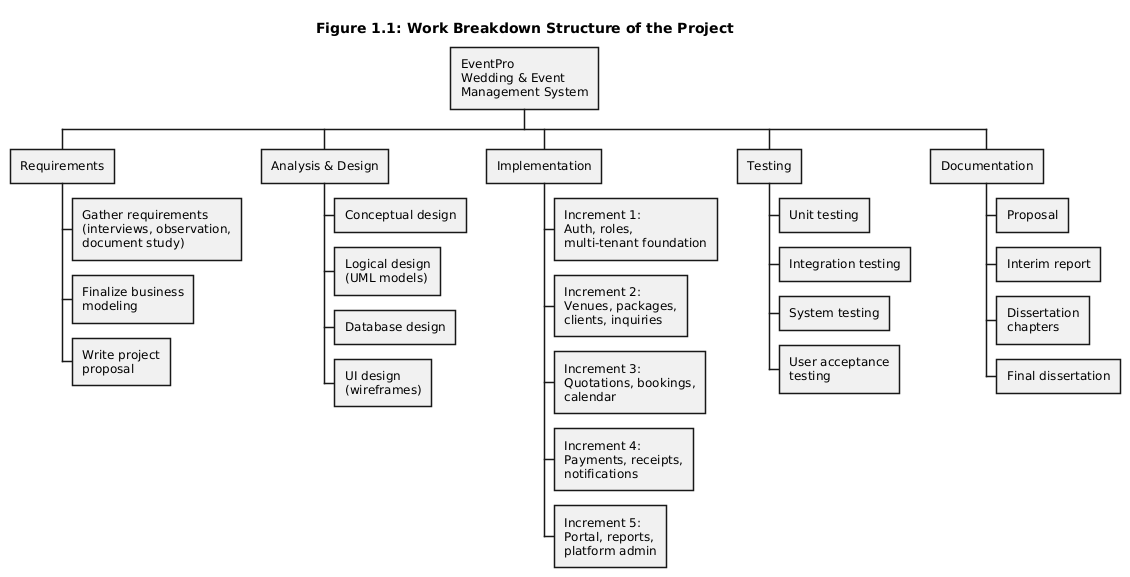 Figure 1.1: Work Breakdown Structure of the Project
EventPro
Wedding & Event
Management System
Requirements
Gather requirements
(interviews, observation,
document study)
Finalize business
modeling
Write project
proposal
Analysis & Design
Conceptual design
Logical design
(UML models)
Database design
UI design
(wireframes)
Implementation
Increment 1:
Auth, roles,
multi-tenant foundation
Increment 2:
Venues, packages,
clients, inquiries
Increment 3:
Quotations, bookings,
calendar
Increment 4:
Payments, receipts,
notifications
Increment 5:
Portal, reports,
platform admin
Testing
Unit testing
Integration testing
System testing
User acceptance
testing
Documentation
Proposal
Interim report
Dissertation
chapters
Final dissertation